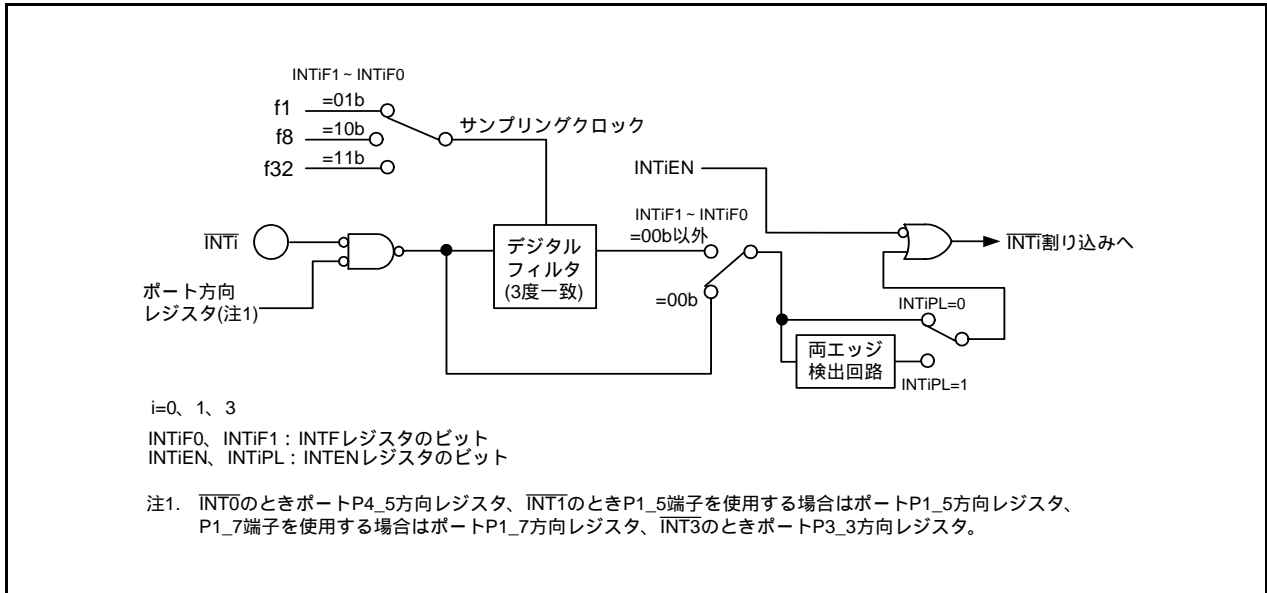 INTiF1 ~ INTiF0
f1 =01b
f8 =10b
f32 =11b
サンプリングクロック
INTi
ポート方向
レジスタ(注1)
デジタル
フィルタ
(3度一致)
INTiEN
INTiF1 ~ INTiF0
=00b以外
=00b
両エッジ
検出回路
INTiPL=0
INTiPL=1
INTi割り込みへ
i=0、1、3
INTiF0、INTiF1 : INTFレジスタのビット
INTiEN、INTiPL : INTENレジスタのビット
注1. INT0のときポートP4_5方向レジスタ、INT1のときP1_5端子を使用する場合はポートP1_5方向レジスタ、
P1_7端子を使用する場合はポートP1_7方向レジスタ、INT3のときポートP3_3方向レジスタ。